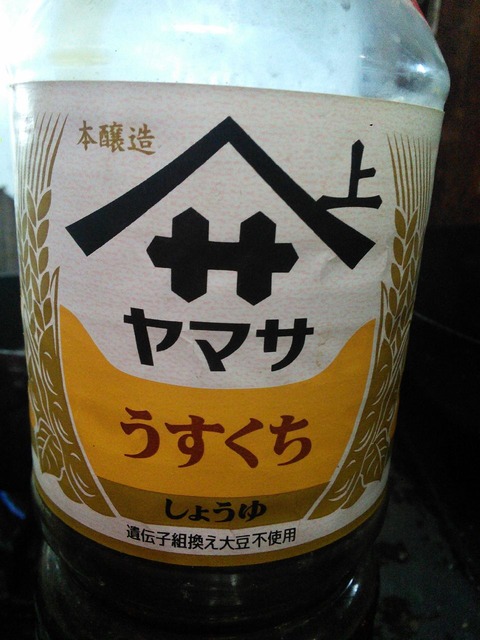 本醸造
上
サ
ヤマサ
うすくち
しょうゆ
遺伝子組換え大豆不使用